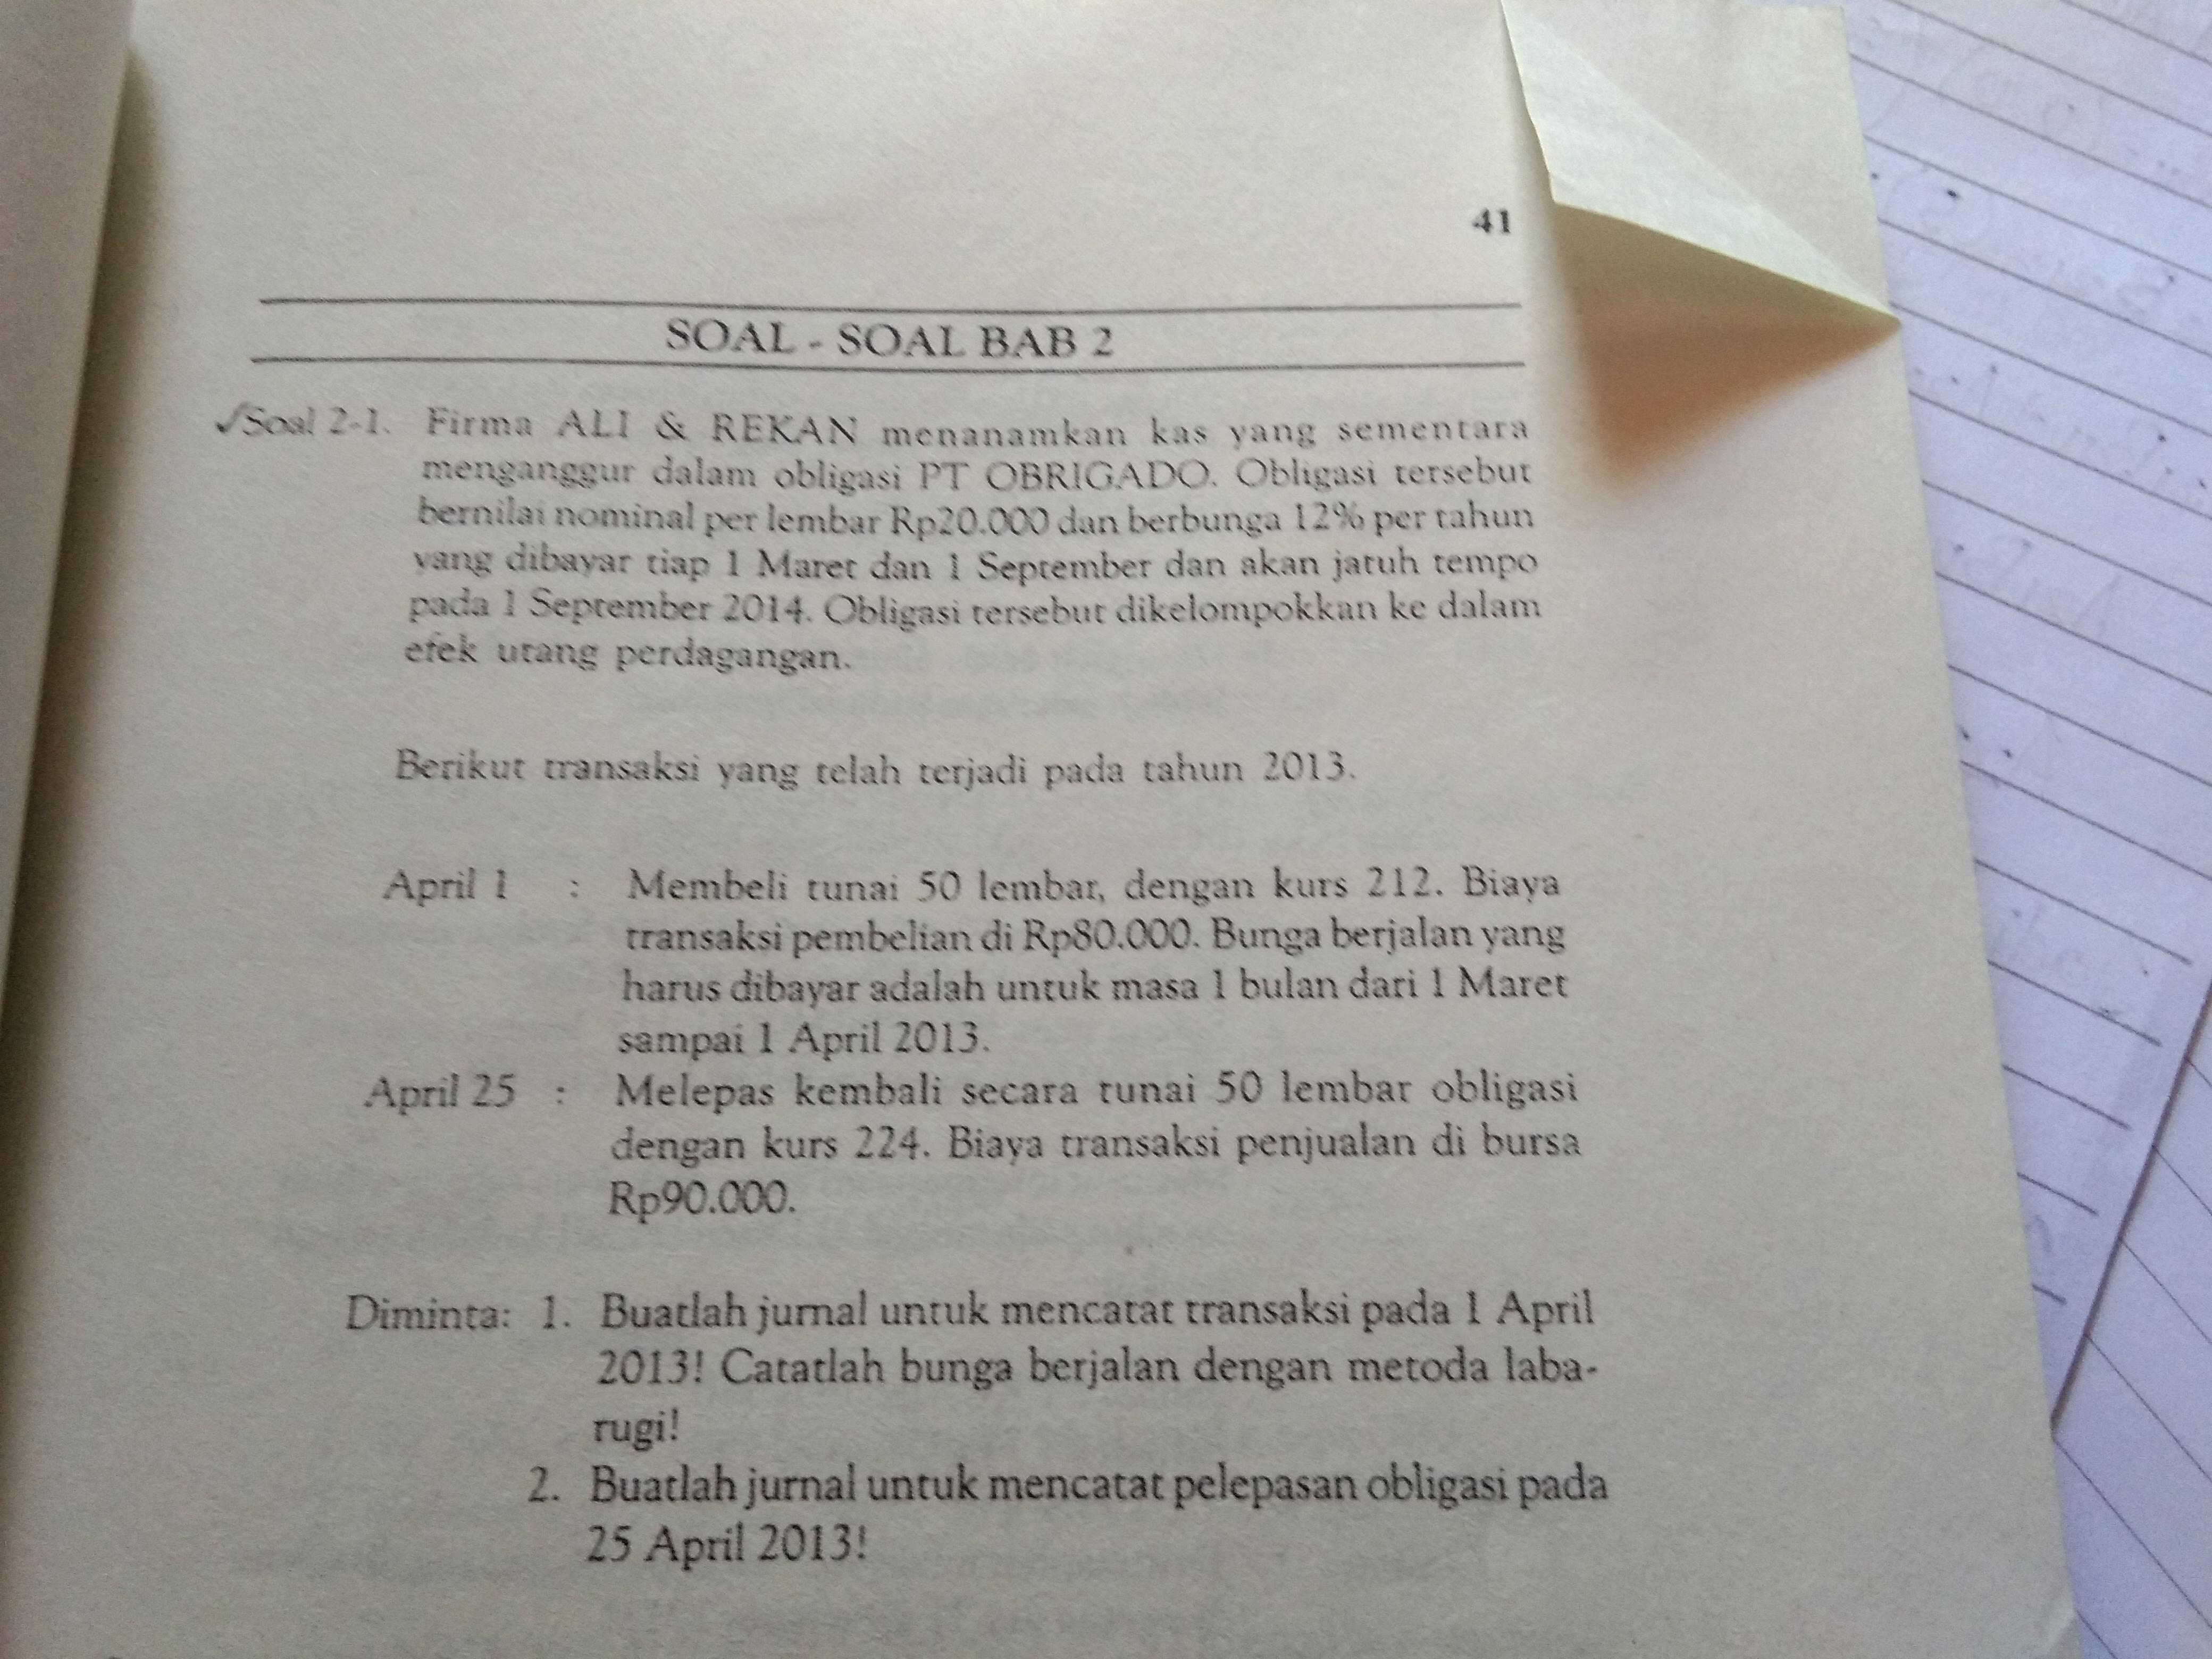 41
SOAL - SOAL BAB 2
✓Soal 2-1. Firma ALI & REKAN menanamkan kas yang sementara
menganggur dalam obligasi PT OBRIGADO. Obligasi tersebut
bernilai nominal per lembar Rp20.000 dan berbunga 12% per tahun
yang dibayar tiap 1 Maret dan 1 September dan akan jatuh tempo
pada 1 September 2014. Obligasi tersebut dikelompokkan ke dalam
efek utang perdagangan.
Berikut transaksi yang telah terjadi pada tahun 2013.
April 1 : Membeli tunai 50 lembar, dengan kurs 212. Biaya
transaksi pembelian di Rp80.000. Bunga berjalan yang
harus dibayar adalah untuk masa 1 bulan dari 1 Maret
sampai 1 April 2013.
April 25 : Melepas kembali secara tunai 50 lembar obligasi
dengan kurs 224. Biaya transaksi penjualan di bursa
Rp90.000.
Diminta: 1. Buatlah jurnal untuk mencatat transaksi pada 1 April
2013! Catatlah bunga berjalan dengan metoda laba-
rugi!
2. Buatlah jurnal untuk mencatat pelepasan obligasi pada
25 April 2013!